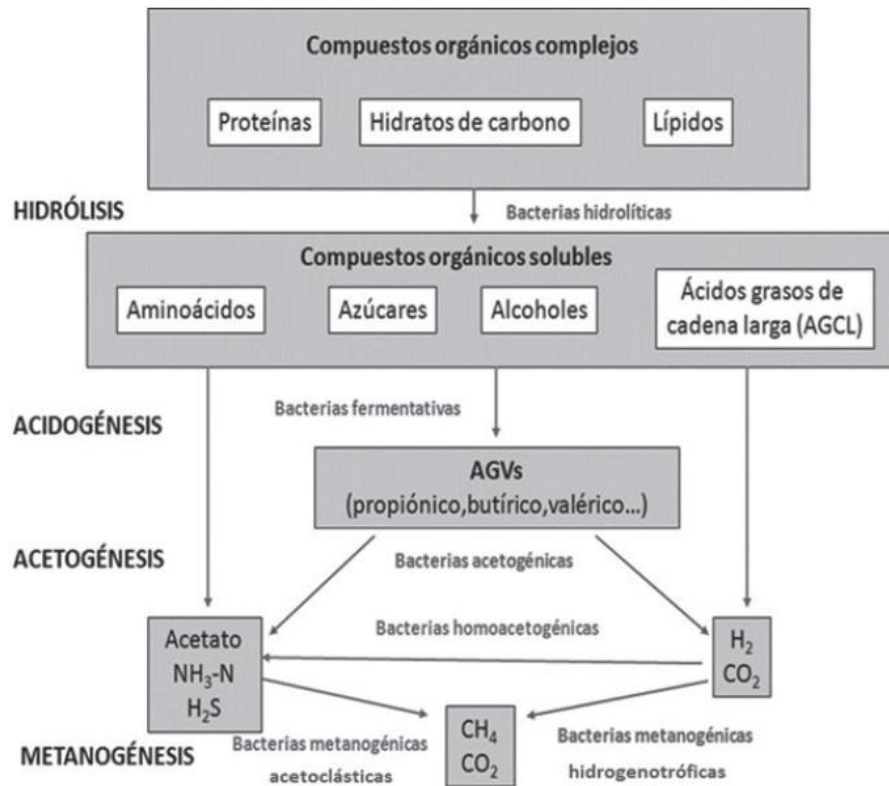 Compuestos orgánicos complejos
Proteínas
Hidratos de carbono
Lípidos
HIDRÓLISIS
Bacterias hidrolíticas
Compuestos orgánicos solubles
Aminoácidos
Azúcares
Alcoholes
Ácidos grasos de
cadena larga (AGCL)
ACIDOGÉNESIS
Bacterias fermentativas
AGVs
(propiónico,butírico,valérico...)
ACETOGÉNESIS
Bacterias acetogénicas
Bacterias homoacetogénicas
Acetato
NH₃-N
H₂S
H₂
CO₂
METANOGÉNESIS
Bacterias metanogénicas
acetoclásticas
CH₄
CO₂
Bacterias metanogénicas
hidrogenotróficas